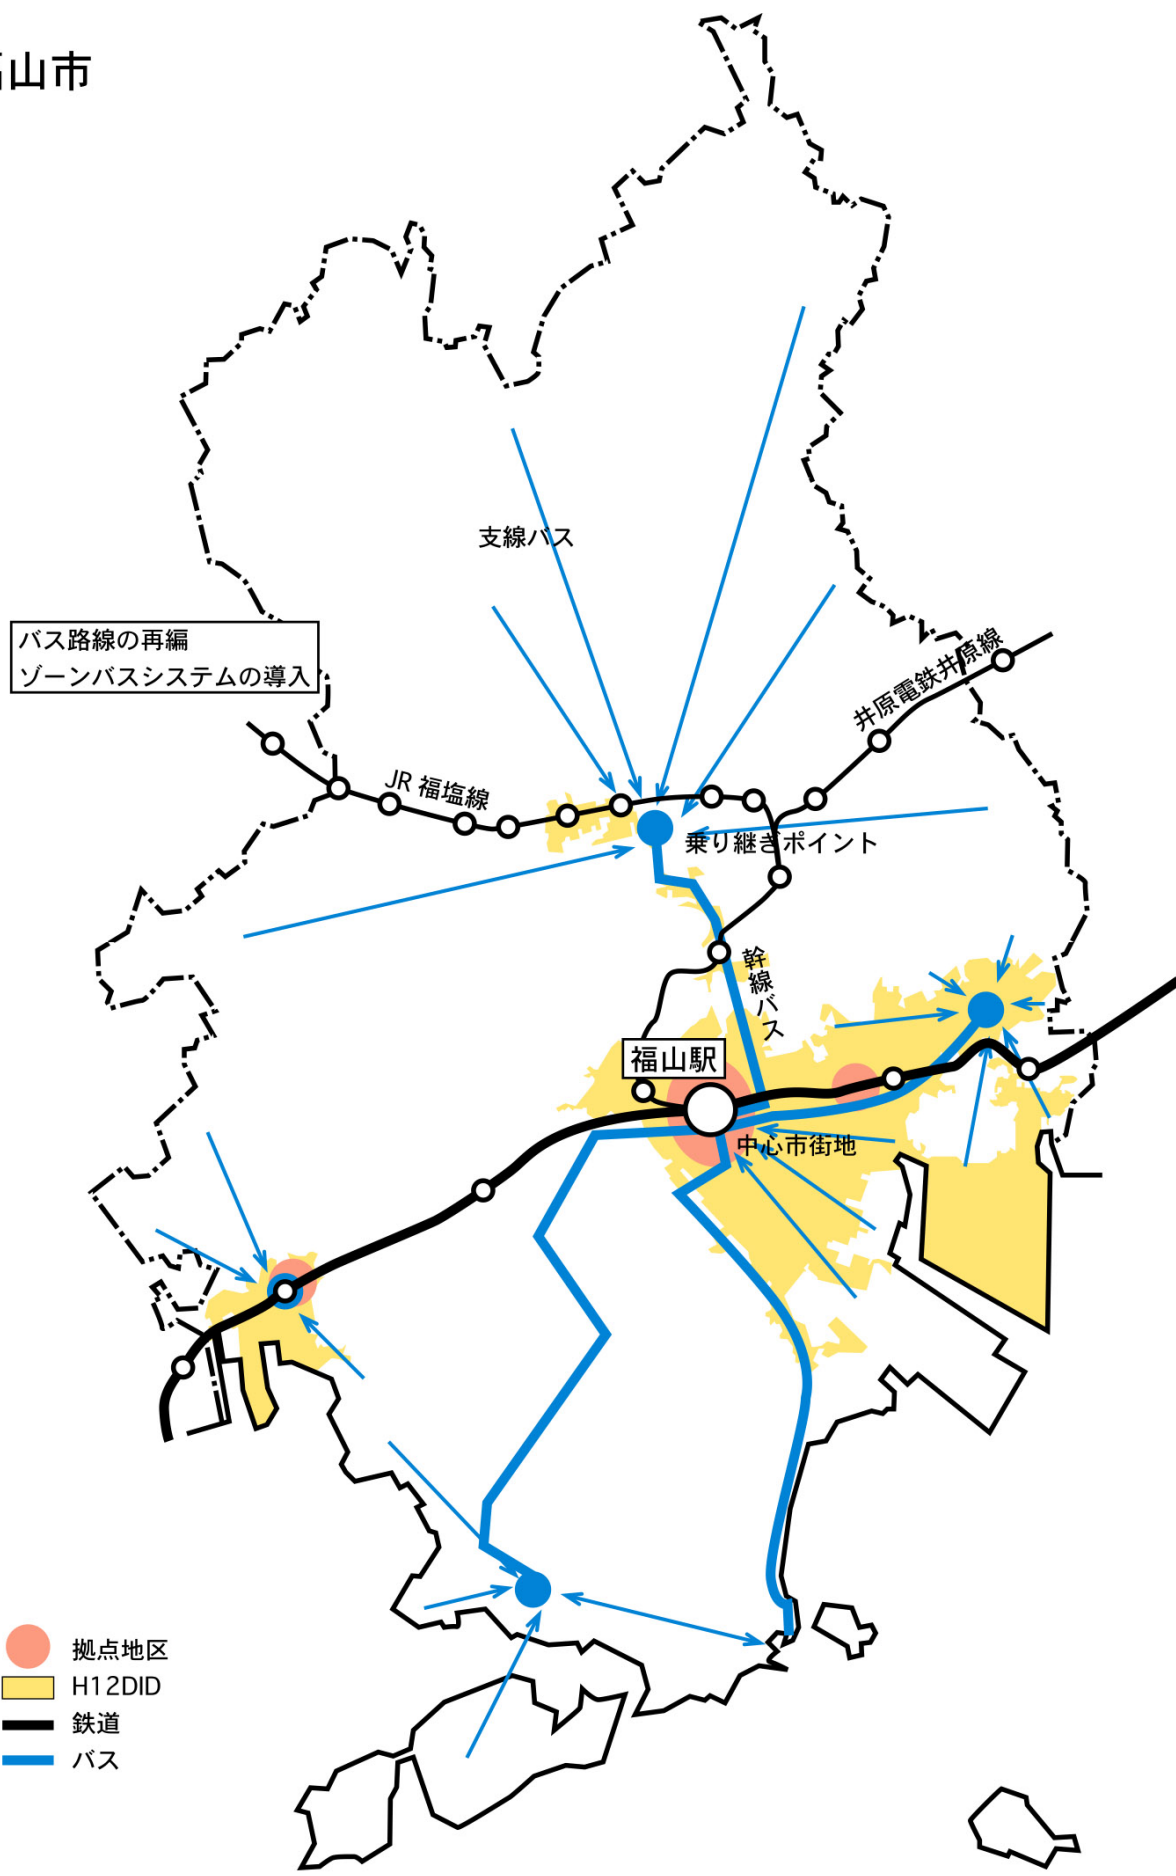 山市
支線バス
バス路線の再編
ゾーンバスシステムの導入
井原電鉄井原線
JR 福塩線
乗り継ぎポイント
幹線バス
福山駅
中心市街地
拠点地区
H12DID
鉄道
バス